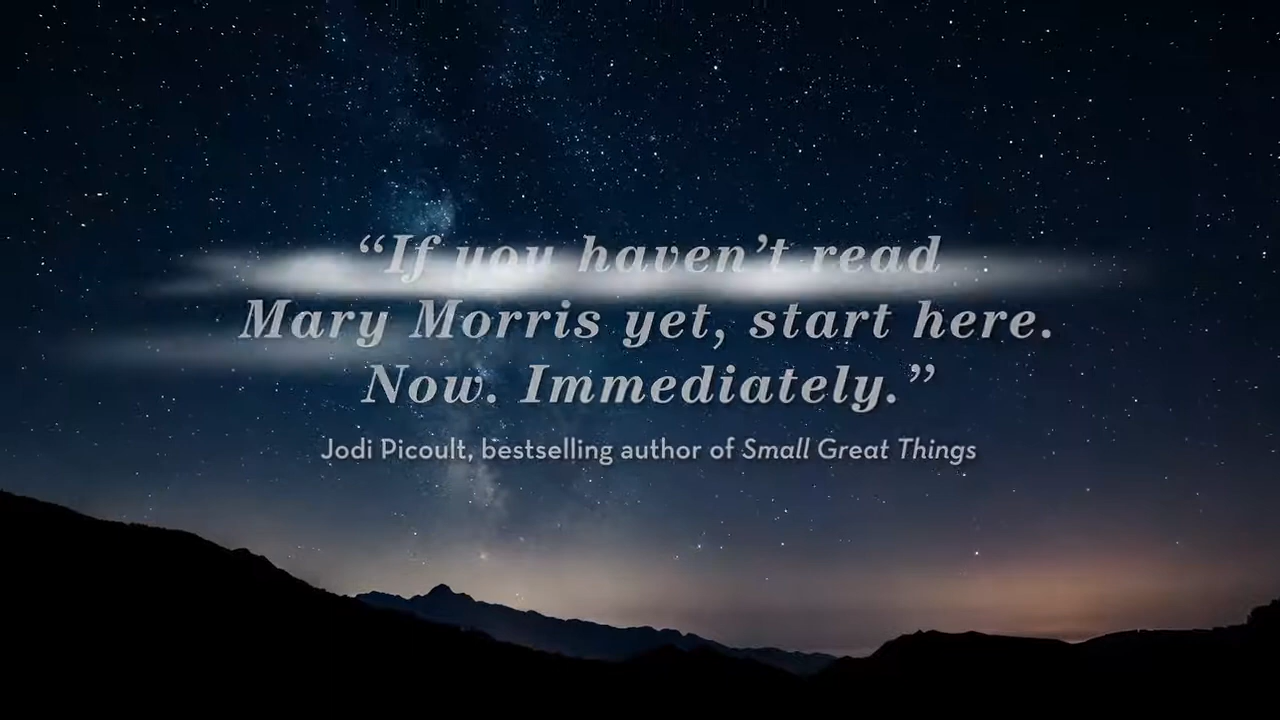 “If you haven’t read
Mary Morris yet, start here.
Now. Immediately.”
Jodi Picoult, bestselling author of Small Great Things